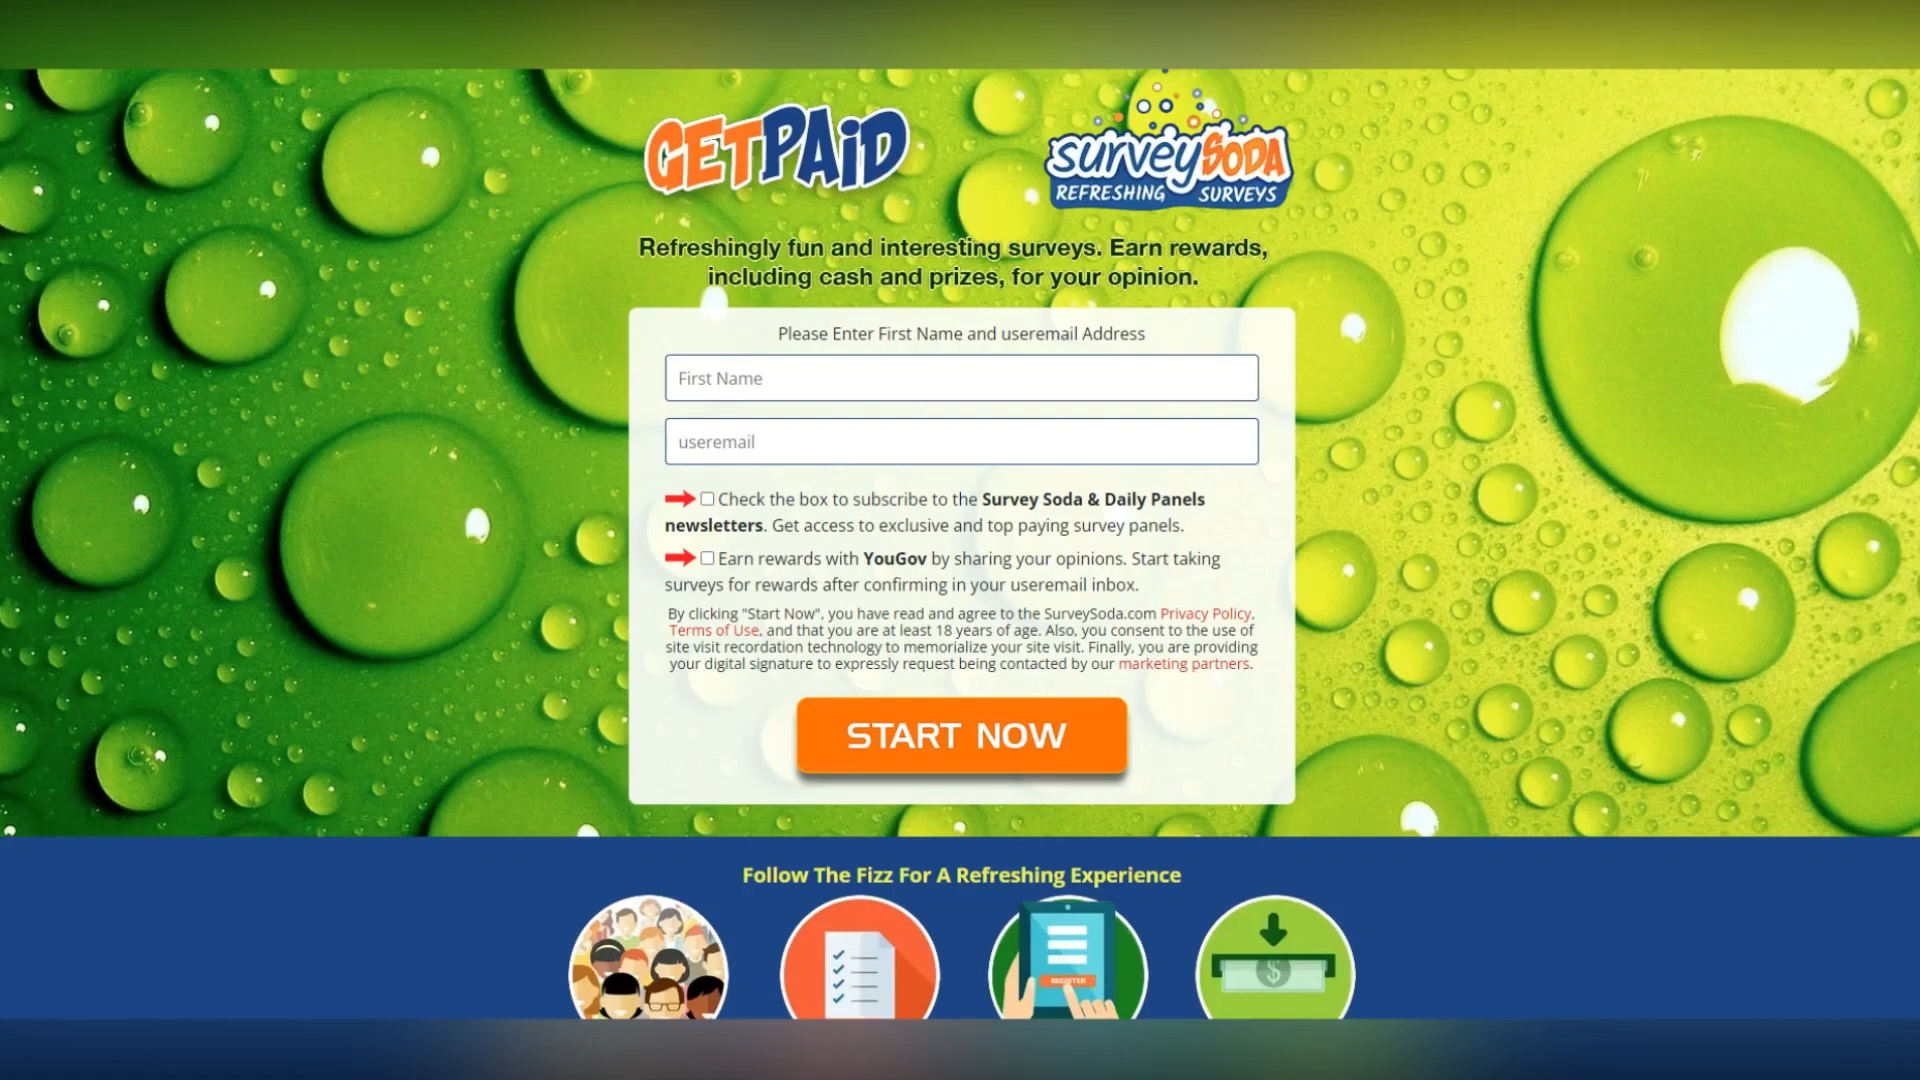 GETPAiD
surveySODA
REFRESHING SURVEYS
Refreshingly fun and interesting surveys. Earn rewards,
including cash and prizes, for your opinion.
Please Enter First Name and useremail Address
First Name
useremail
Check the box to subscribe to the Survey Soda & Daily Panels
newsletters. Get access to exclusive and top paying survey panels.
Earn rewards with YouGov by sharing your opinions. Start taking
surveys for rewards after confirming in your useremail inbox.
By clicking "Start Now", you have read and agree to the SurveySoda.com Privacy Policy,
Terms of Use, and that you are at least 18 years of age. Also, you consent to the use of
site visit recordation technology to memorialize your site visit. Finally, you are providing
your digital signature to expressly request being contacted by our marketing partners.
START NOW
Follow The Fizz For A Refreshing Experience
REGISTER
$